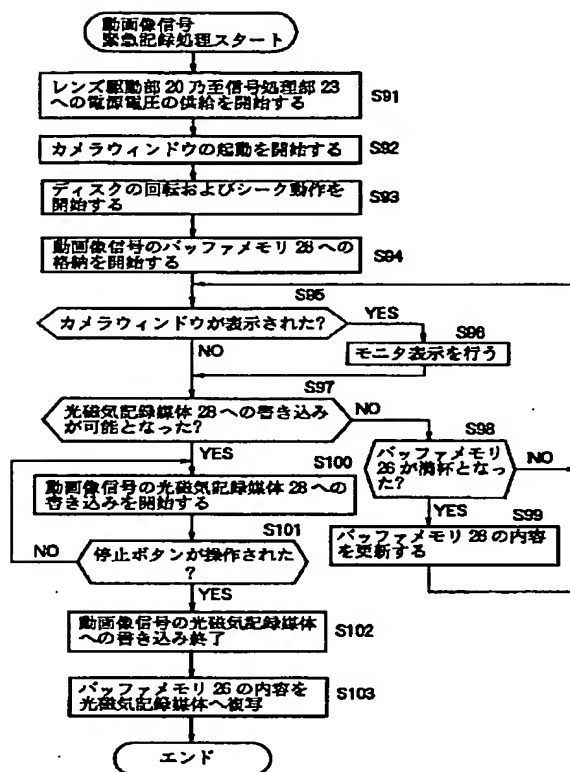 動画像信号
緊急記録処理スタート
レンズ駆動部20乃至信号処理部23
への電源電圧の供給を開始する
S91
カメラウィンドウの起動を開始する
S92
ディスクの回転およびシーク動作を
開始する
S93
動画像信号のバッファメモリ26への
格納を開始する
S94
S95
カメラウィンドウが表示された?
YES
S96
モニタ表示を行う
NO
S97
光磁気記録媒体28への書き込み
が可能となった?
NO
S98
バッファメモリ
26が満杯となっ
た?
NO
YES
S99
バッファメモリ26の内容
を更新する
YES
S100
動画像信号の光磁気記録媒体28への
書き込みを開始する
S101
NO
停止ボタンが操作された
?
YES
動画像信号の光磁気記録媒体
への書き込み終了
S102
バッファメモリ26の内容を
光磁気記録媒体へ複写
S103
エンド